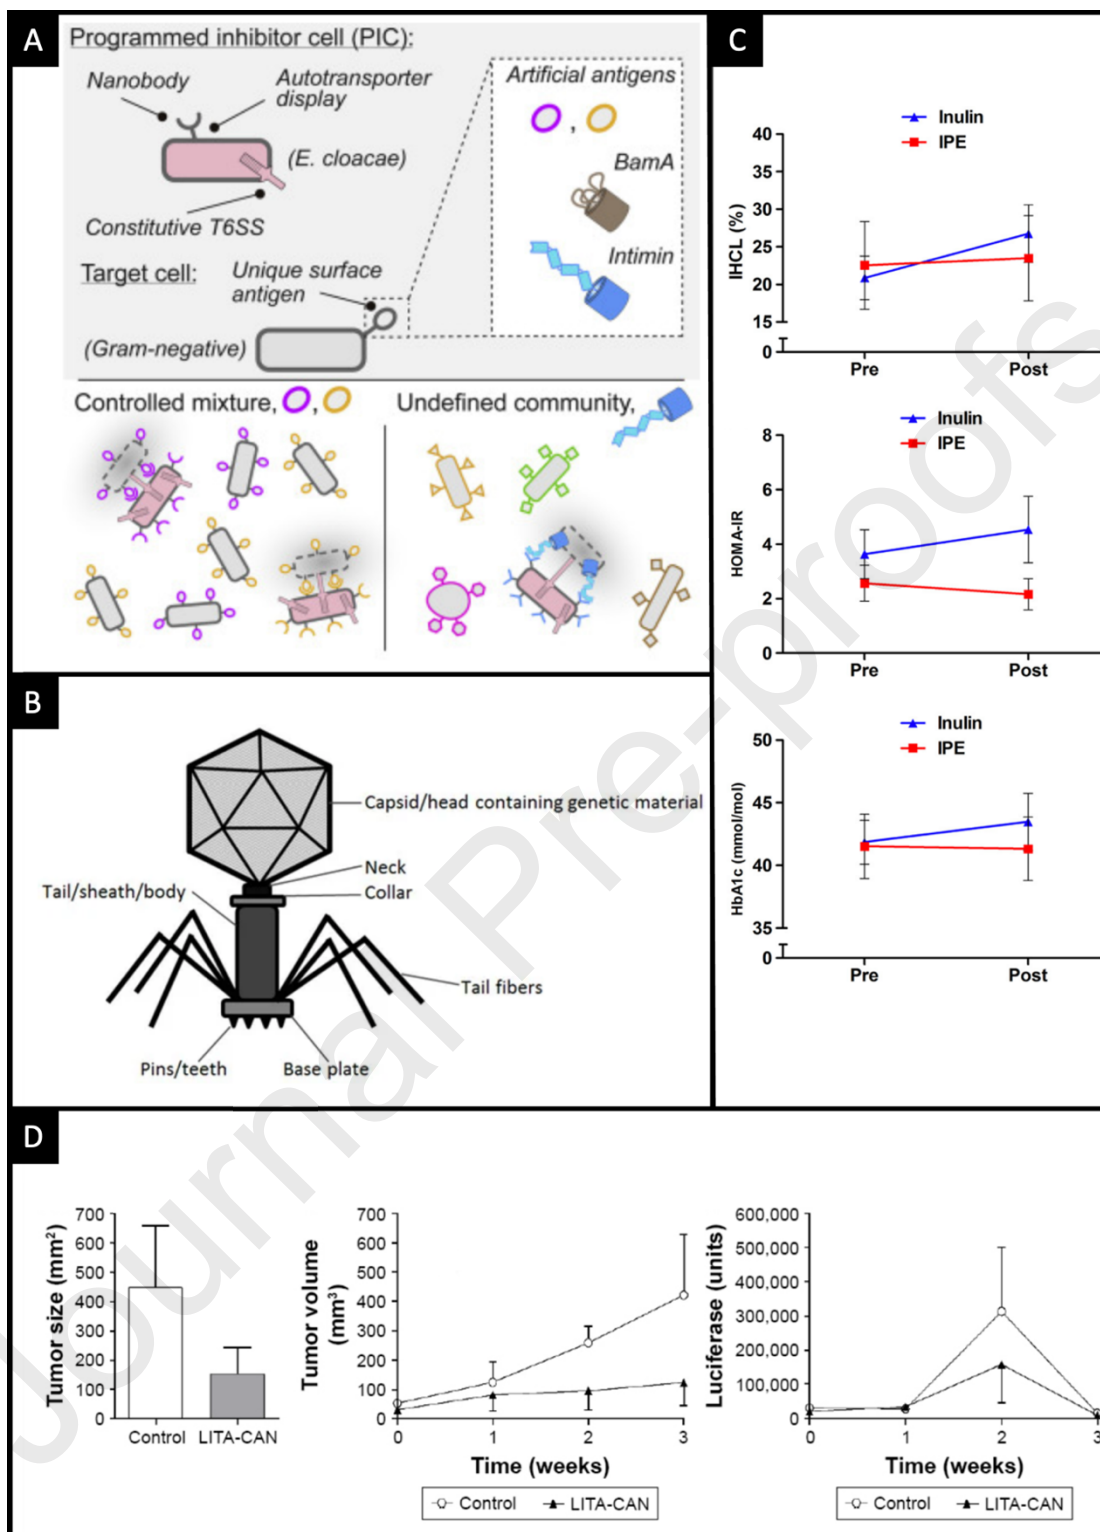 A
Programmed inhibitor cell (PIC):
Nanobody
Autotransporter
display
(E. cloacae)
Constitutive T6SS
Target cell:
Unique surface
antigen
(Gram-negative)
Artificial antigens
,
BamA
Intimin
Controlled mixture, ,
Undefined community,
B
Capsid/head containing genetic material
Neck
Collar
Tail/sheath/body
Tail fibers
Pins/teeth
Base plate
C
Inulin
IPE
IHCL (%)
40
35
30
25
20
15
0
Pre
Post
Inulin
IPE
HOMA-IR
8
6
4
2
0
Pre
Post
Inulin
IPE
HbA1c (mmol/mol)
50
45
40
35
0
Pre
Post
D
Tumor size (mm²)
700
600
500
400
300
200
100
0
Control
LITA-CAN
Tumor volume
(mm³)
700
600
500
400
300
200
100
0
0 1 2 3
Time (weeks)
Control LITA-CAN
Luciferase (units)
600,000
500,000
400,000
300,000
200,000
100,000
0
0 1 2 3
Time (weeks)
Control LITA-CAN
Journal Pre-proofs